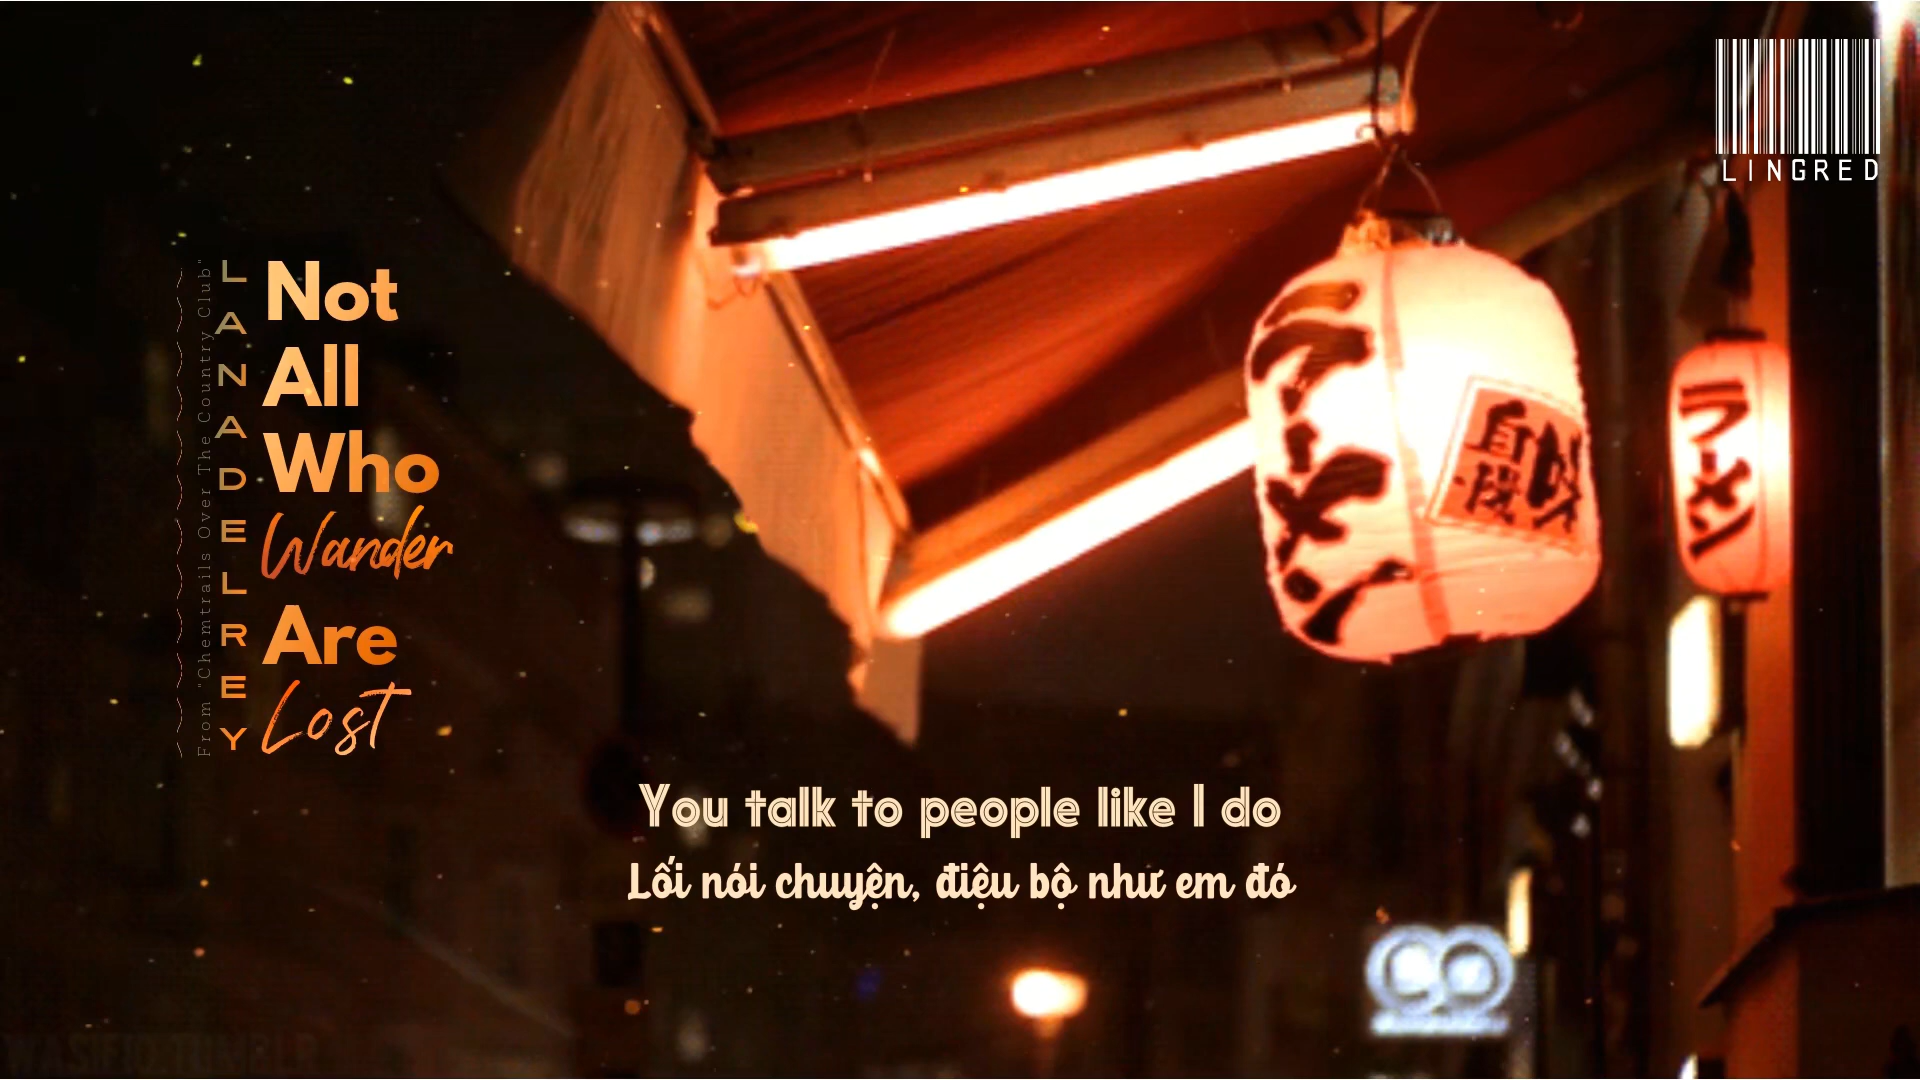 LINGRED
LANA DEL REY
From "Chemtrails Over The Country Club"
Not
All
Who
Wander
Are
Lost
ラーメン
ラーメン
You talk to people like I do
Lối nói chuyện, điệu bộ như em đó